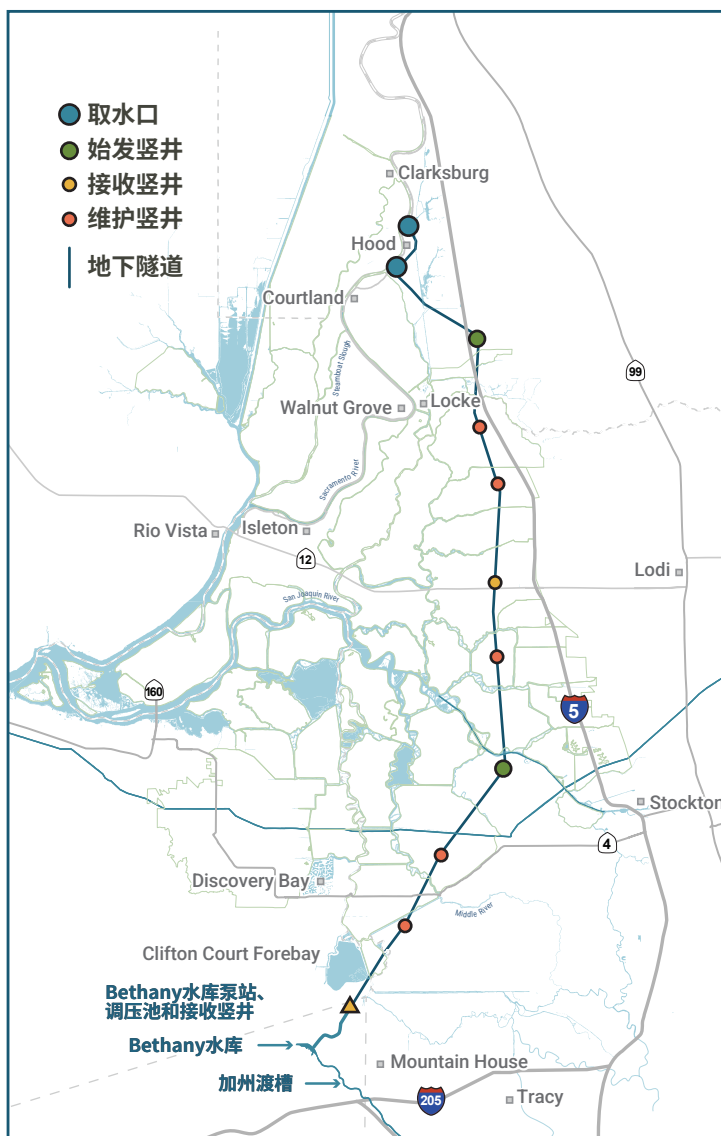 取水口
始发竖井
接收竖井
维护竖井
地下隧道
Clarksburg
Hood
Courtland
Steamboat Slough
99
Walnut Grove
Locke
Sacramento River
Rio Vista
Isleton
12
Lodi
San Joaquin River
160
5
Stockton
4
Discovery Bay
Middle River
Clifton Court Forebay
Bethany水库泵站、
调压池和接收竖井
Bethany水库
Mountain House
加州渡槽
205
Tracy